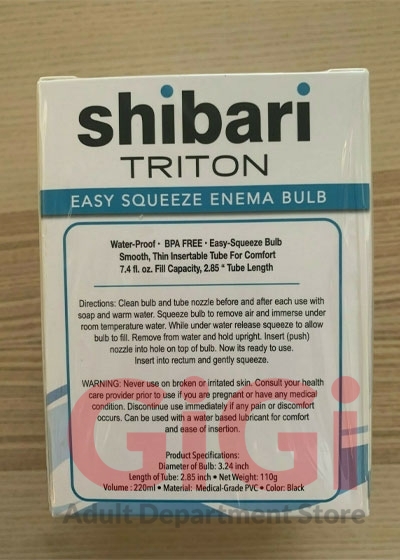 shibari
TRITON
EASY SQUEEZE ENEMA BULB
Water-Proof • BPA FREE • Easy-Squeeze Bulb
Smooth, Thin Insertable Tube For Comfort
7.4 fl. oz. Fill Capacity, 2.85 " Tube Length
Directions: Clean bulb and tube nozzle before and after each use with
soap and warm water. Squeeze bulb to remove air and immerse under
room temperature water. While under water release squeeze to allow
bulb to fill. Remove from water and hold upright. Insert (push)
nozzle into hole on top of bulb. Now its ready to use.
Insert into rectum and gently squeeze.
WARNING: Never use on broken or irritated skin. Consult your health
care provider prior to use if you are pregnant or have any medical
condition. Discontinue use immediately if any pain or discomfort
occurs. Can be used with a water based lubricant for comfort
and ease of insertion.
Product Specifications:
Diameter of Bulb: 3.24 inch
Length of Tube: 2.85 inch • Net Weight: 110g
Volume : 220ml • Material: Medical-Grade PVC • Color: Black
GiGi
Adult Department Store